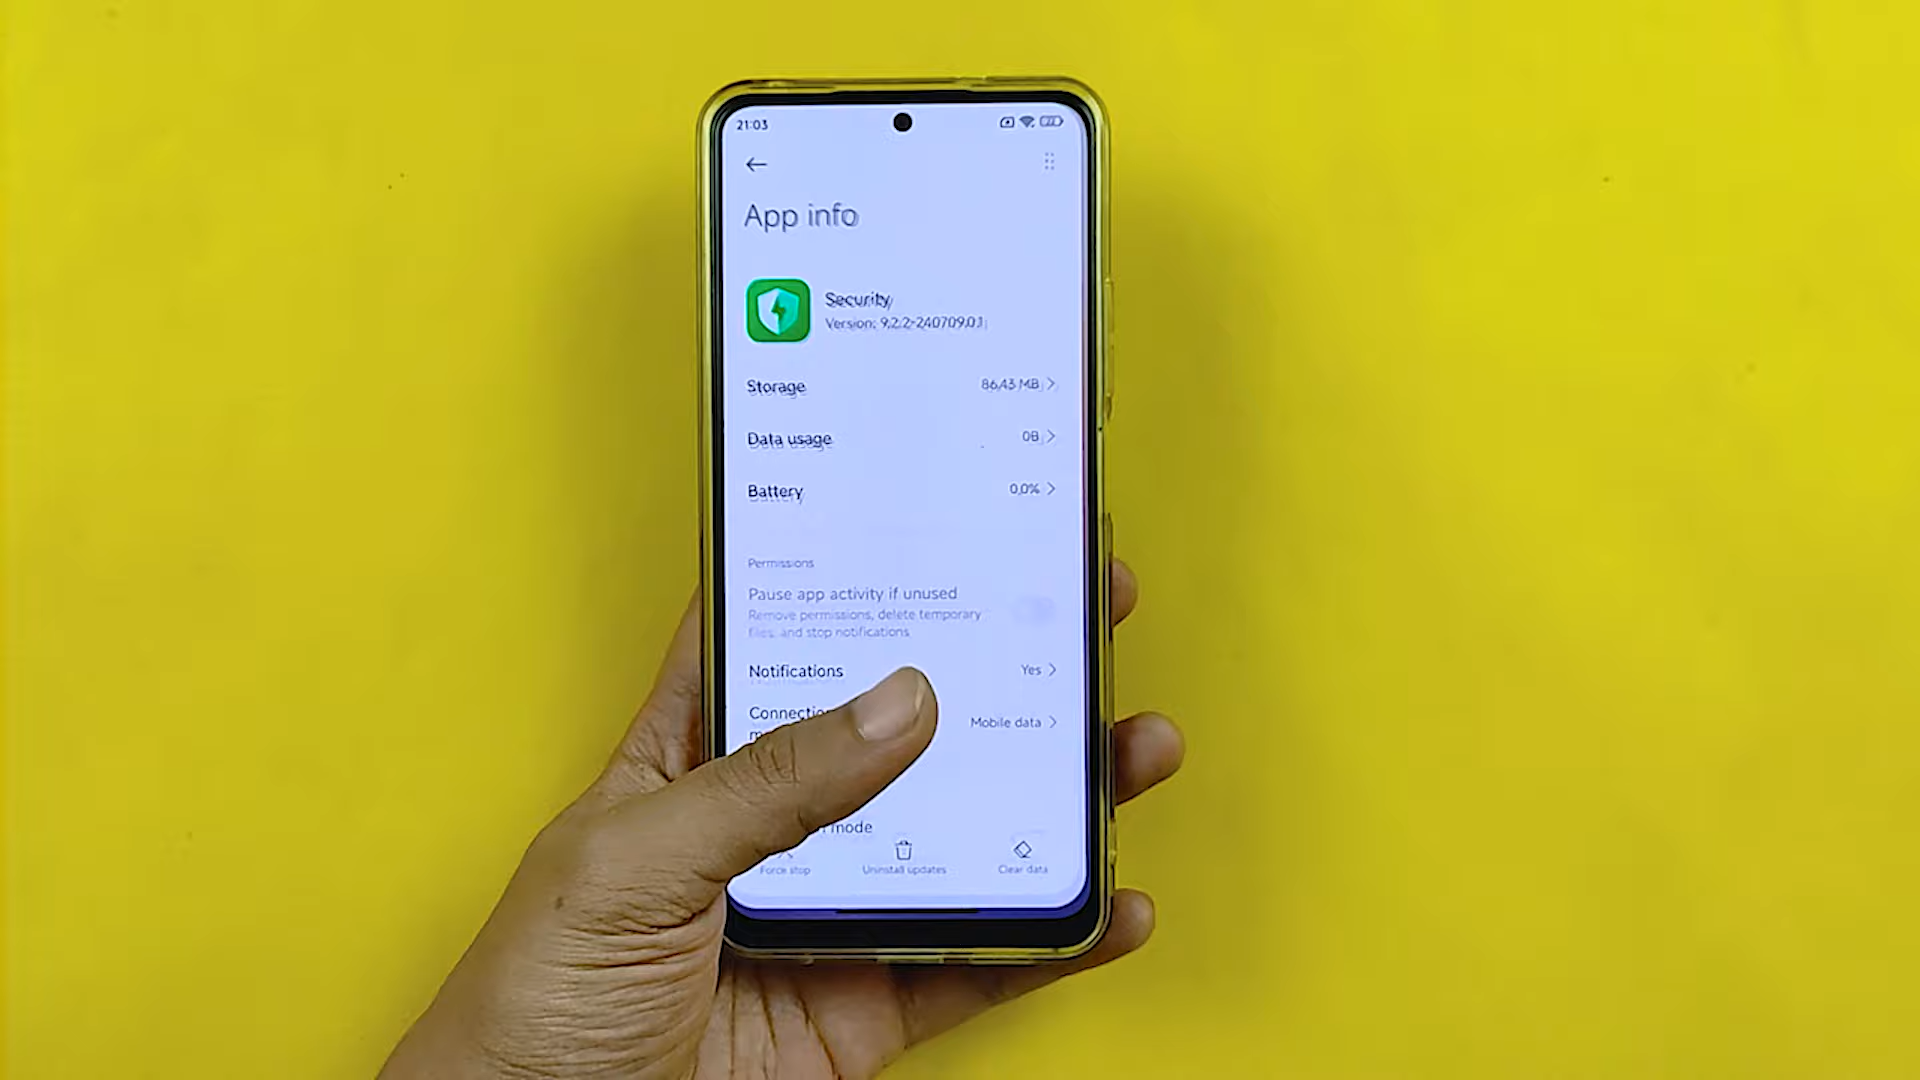 21:03
App info
Security
Version: 9.2.2-240709.0.1
Storage
86,43 MB
Data usage
0B
Battery
0,0%
Permissions
Pause app activity if unused
Remove permissions, delete temporary
files, and stop notifications
Notifications
Yes
Mobile data
mode
Force stop
Uninstall updates
Clear data